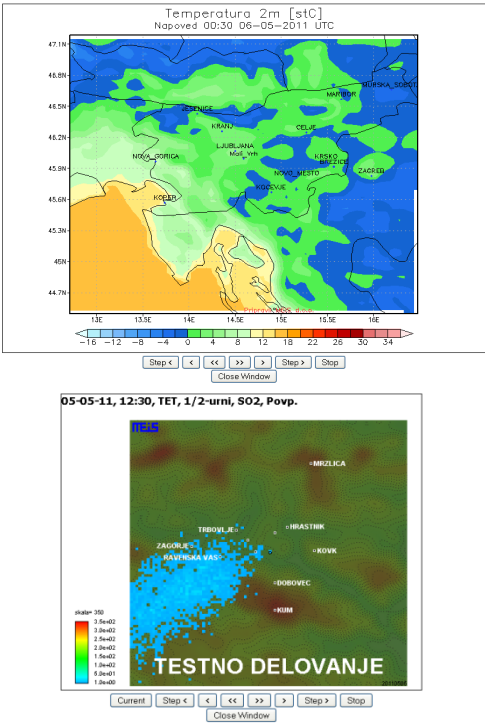 Temperatura 2m [stC]
Napoved 00:30 06-05-2011 UTC
47.1N
46.8N
46.5N
46.2N
45.9N
45.6N
45.3N
45N
44.7N
MURSKA_SOBOT
MARIBOR
JESENICE
KRANJ
CELJE
LJUBLJANA
NOVA_GORICA
KRSKO
BREZICE
NOVO_MESTO
ZAGREB
KOCEVJE
KOPER
13E
13.5E
14E
14.5E
15E
15.5E
16E
-16 -12 -8 -4 0 4 8 12 18 22 26 30 34
Step < < << >> > Step > Stop
Close Window
05-05-11, 12:30, TET, 1/2-urni, SO2, Povp.
MEIS
MRZLICA
TRBOVLJE
HRASTNIK
ZAGORJE
KOVK
RAVENSKA VAS
DOBOVEC
KUM
skala= 350
3.5e+02
3.0e+02
2.5e+02
2.0e+02
1.5e+02
1.0e+02
5.0e+01
1.0e+00
TESTNO DELOVANJE
Current Step < < << >> > Step > Stop
Close Window